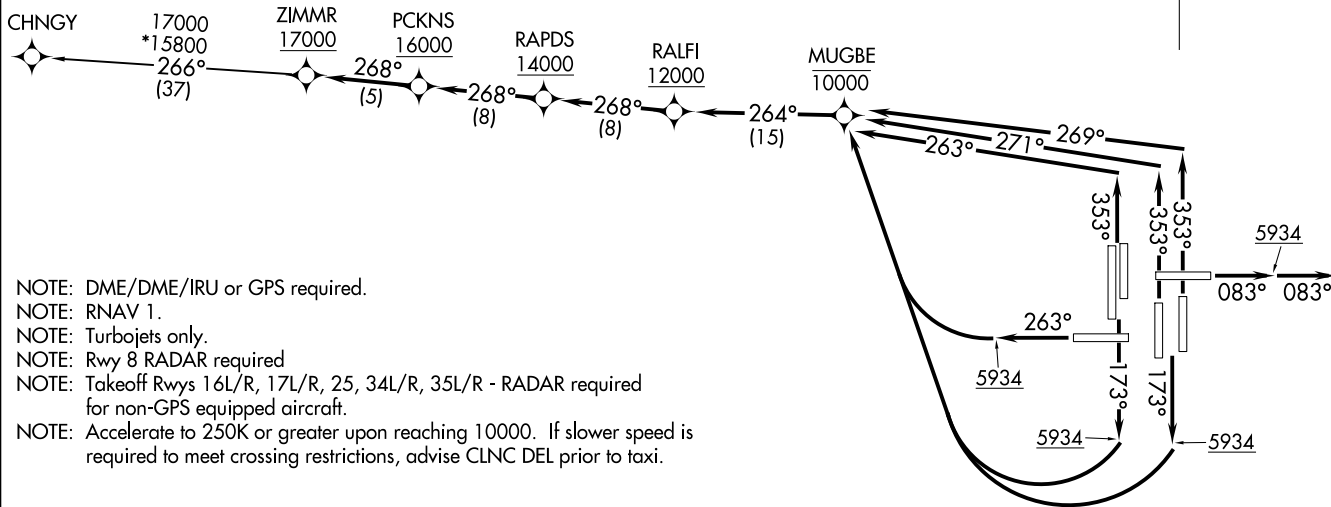 CHNGY
17000
*15800
266°
(37)
ZIMMR
17000
268°
(5)
PCKNS
16000
268°
(8)
RAPDS
14000
268°
(8)
RALFI
12000
264°
(15)
MUGBE
10000
269°
271°
263°
353°
353°
353°
5934
083°
083°
263°
5934
173°
173°
5934
5934
NOTE: DME/DME/IRU or GPS required.
NOTE: RNAV 1.
NOTE: Turbojets only.
NOTE: Rwy 8 RADAR required
NOTE: Takeoff Rwys 16L/R, 17L/R, 25, 34L/R, 35L/R - RADAR required
for non-GPS equipped aircraft.
NOTE: Accelerate to 250K or greater upon reaching 10000. If slower speed is
required to meet crossing restrictions, advise CLNC DEL prior to taxi.